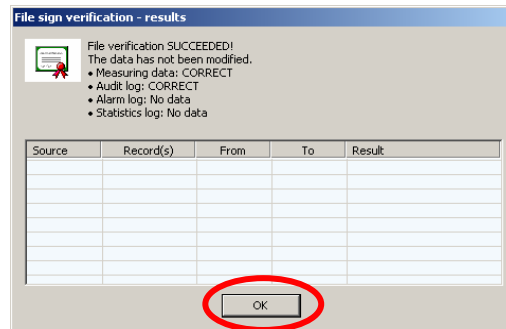 File sign verification - results
File verification SUCCEEDED!
The data has not been modified.
• Measuring data: CORRECT
• Audit log: CORRECT
• Alarm log: No data
• Statistics log: No data
Source Record(s) From To Result
OK